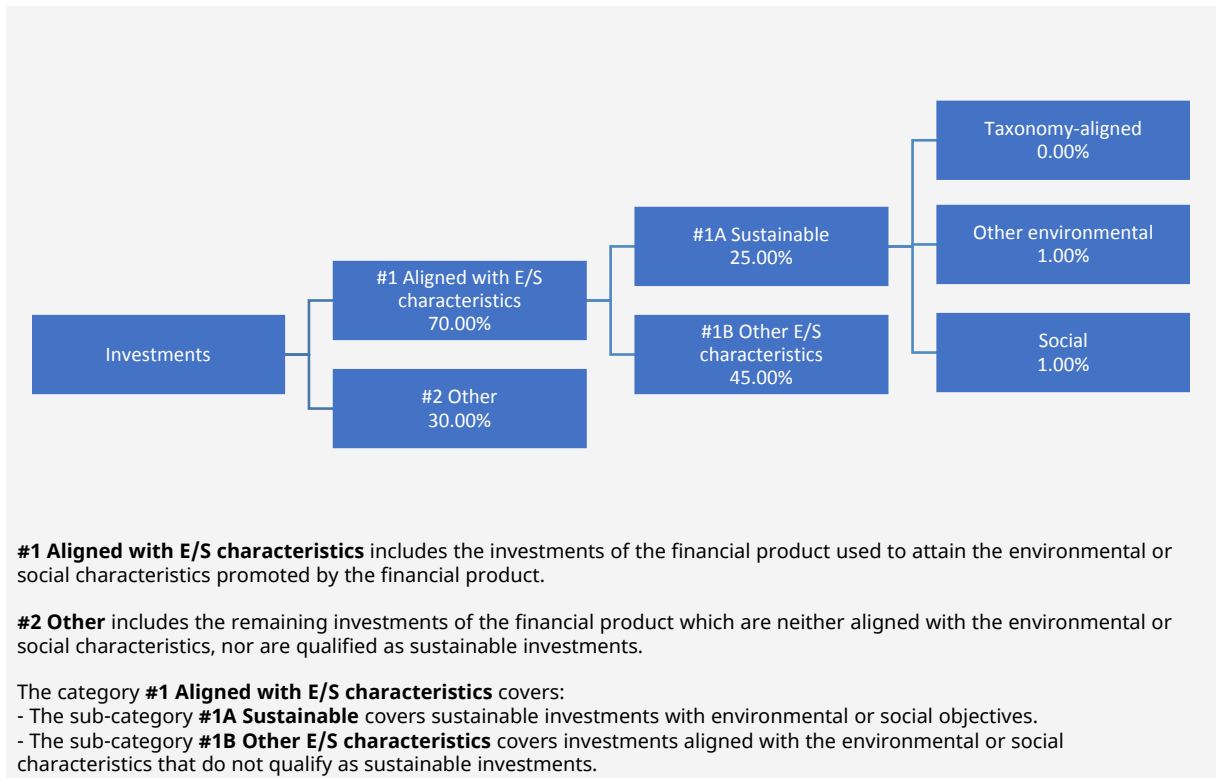 Investments
#1 Aligned with E/S
characteristics
70.00%
#2 Other
30.00%
#1A Sustainable
25.00%
#1B Other E/S
characteristics
45.00%
Taxonomy-aligned
0.00%
Other environmental
1.00%
Social
1.00%
#1 Aligned with E/S characteristics includes the investments of the financial product used to attain the environmental or
social characteristics promoted by the financial product.
#2 Other includes the remaining investments of the financial product which are neither aligned with the environmental or
social characteristics, nor are qualified as sustainable investments.
The category #1 Aligned with E/S characteristics covers:
- The sub-category #1A Sustainable covers sustainable investments with environmental or social objectives.
- The sub-category #1B Other E/S characteristics covers investments aligned with the environmental or social
characteristics that do not qualify as sustainable investments.